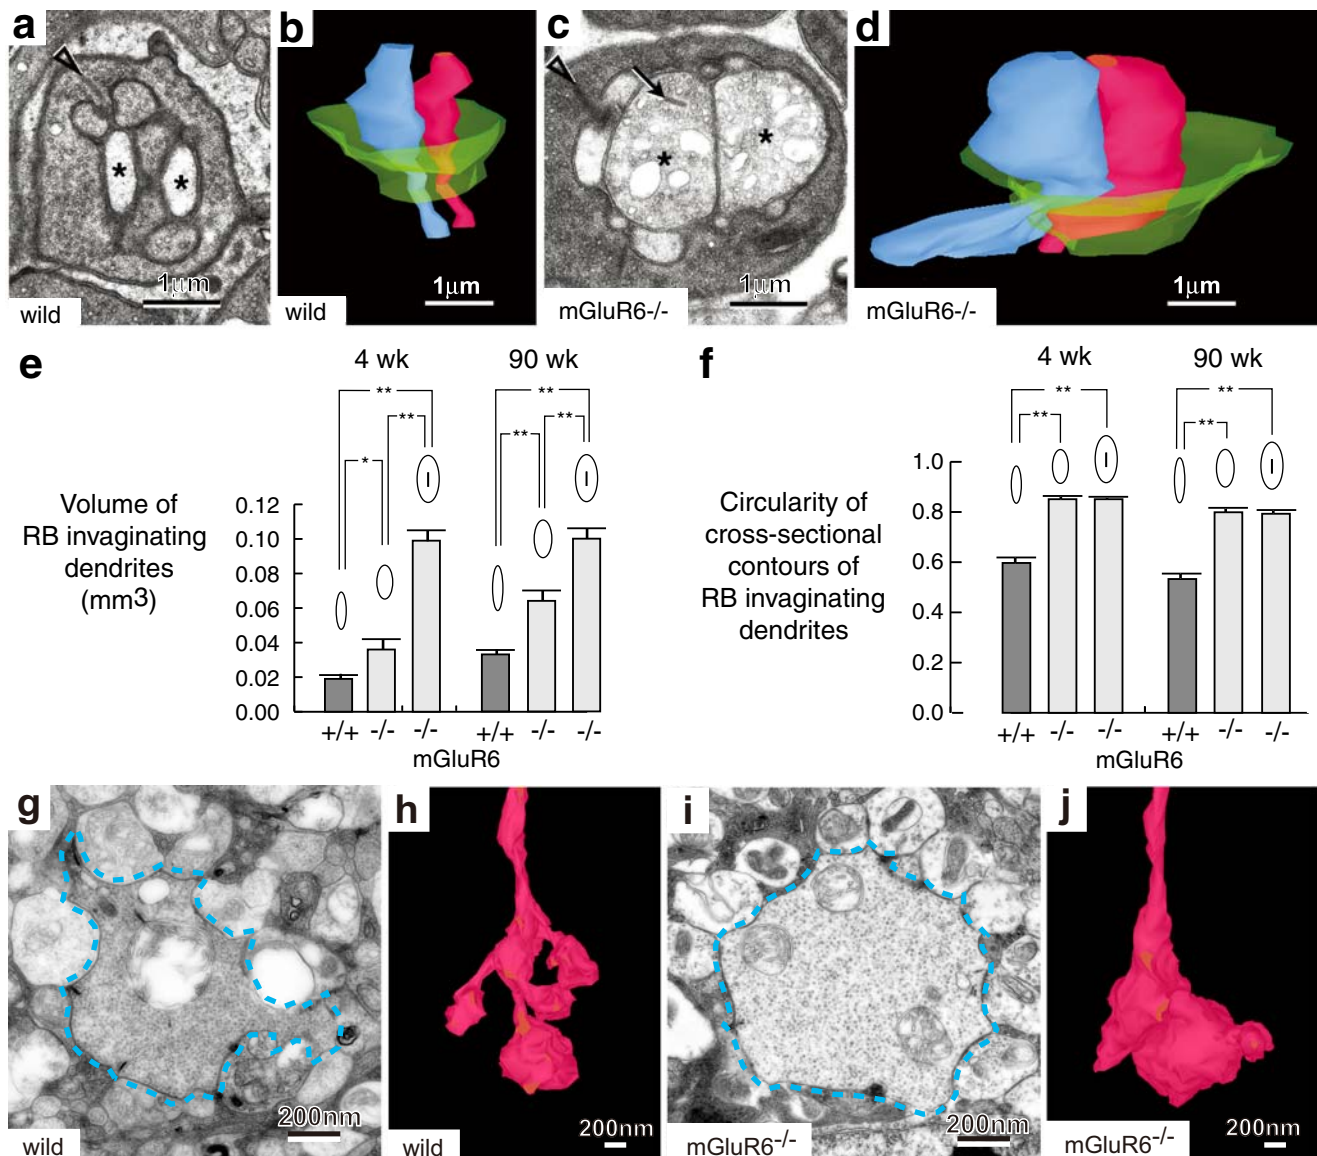 a
b
c
d
*
*
*
*
1μm
1μm
1μm
1μm
wild
wild
mGluR6-/-
mGluR6-/-
e
4 wk
90 wk
**
**
**
**
**
*
Volume of
RB invaginating
dendrites
(mm3)
0.12
0.10
0.08
0.06
0.04
0.02
0.00
+/+ -/- -/- +/+ -/- -/-
mGluR6
f
4 wk
90 wk
**
**
**
**
Circularity of
cross-sectional
contours of
RB invaginating
dendrites
1.0
0.8
0.6
0.4
0.2
0.0
+/+ -/- -/- +/+ -/- -/-
mGluR6
g
h
i
j
200nm
200nm
200nm
200nm
wild
wild
mGluR6-/-
mGluR6-/-